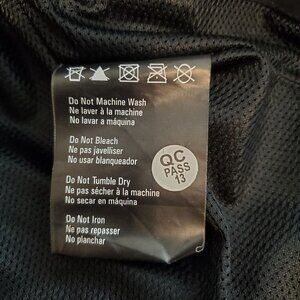 Do Not Machine Wash
Ne laver à la machine
No lavar a máquina
Do Not Bleach
Ne pas javelliser
No usar blanqueador
Do Not Tumble Dry
Ne pas sécher à la machine
No secar en máquina
Do Not Iron
Ne pas repasser
No planchar
QC
PASS
13